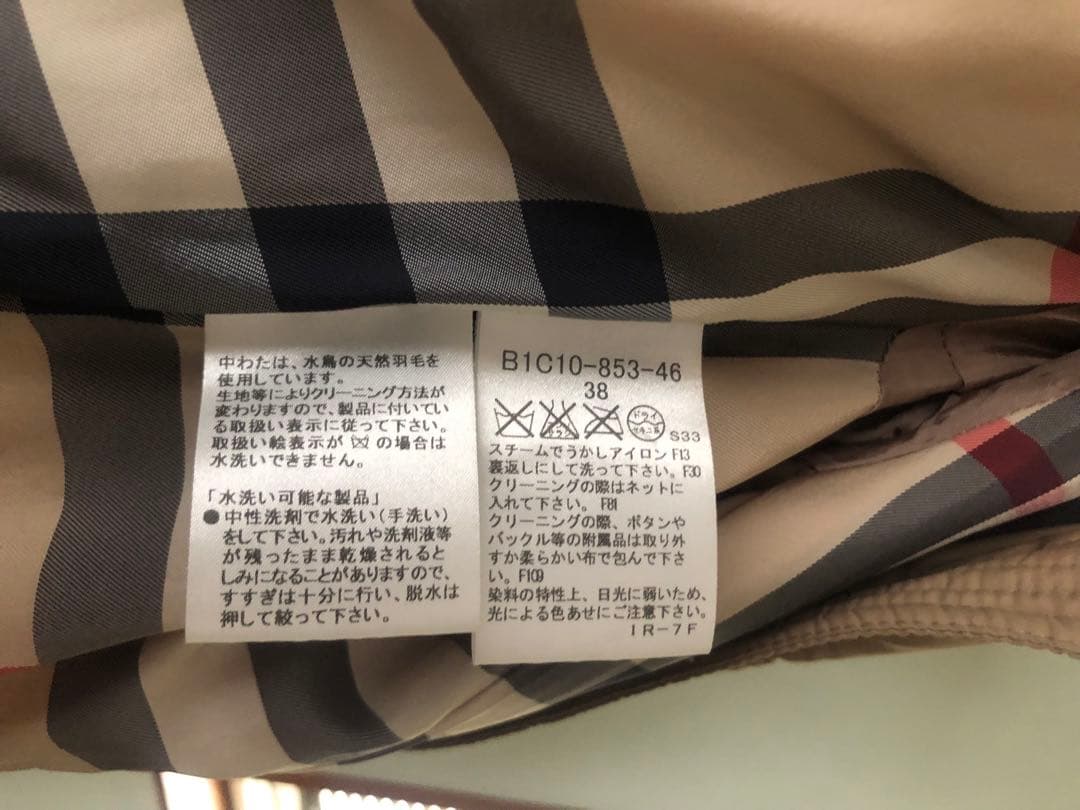 中わたは、水鳥の天然羽毛を
使用しています。
生地等によりクリーニング方法が
変わりますので、製品に付いてい
る取扱い表示に従って下さい。
取扱い絵表示が の場合は
水洗いできません。
「水洗い可能な製品」
●中性洗剤で水洗い(手洗い)
をして下さい。汚れや洗剤液等
が残ったまま乾燥されると
しみになることがありますので、
すすぎは十分に行い、脱水は
押して絞って下さい。
B1C10-853-46
38
ドライ
セキユ系
S33
スチームでうかしアイロン F13
裏返しにして洗って下さい。F30
クリーニングの際はネットに
入れて下さい。 F81
クリーニングの際、ボタンや
バックル等の附属品は取り外
すか柔らかい布で包んで下さ
い。F109
染料の特性上、日光に弱いため、
光による色あせにご注意下さい。
IR-7F